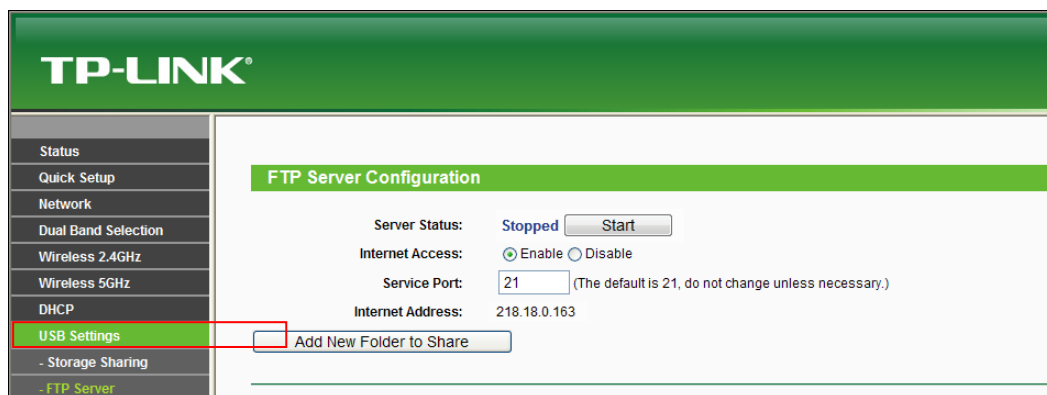 TP-LINK®
Status
Quick Setup
Network
Dual Band Selection
Wireless 2.4GHz
Wireless 5GHz
DHCP
USB Settings
- Storage Sharing
- FTP Server
FTP Server Configuration
Server Status: Stopped Start
Internet Access: Enable Disable
Service Port: 21 (The default is 21, do not change unless necessary.)
Internet Address: 218.18.0.163
Add New Folder to Share